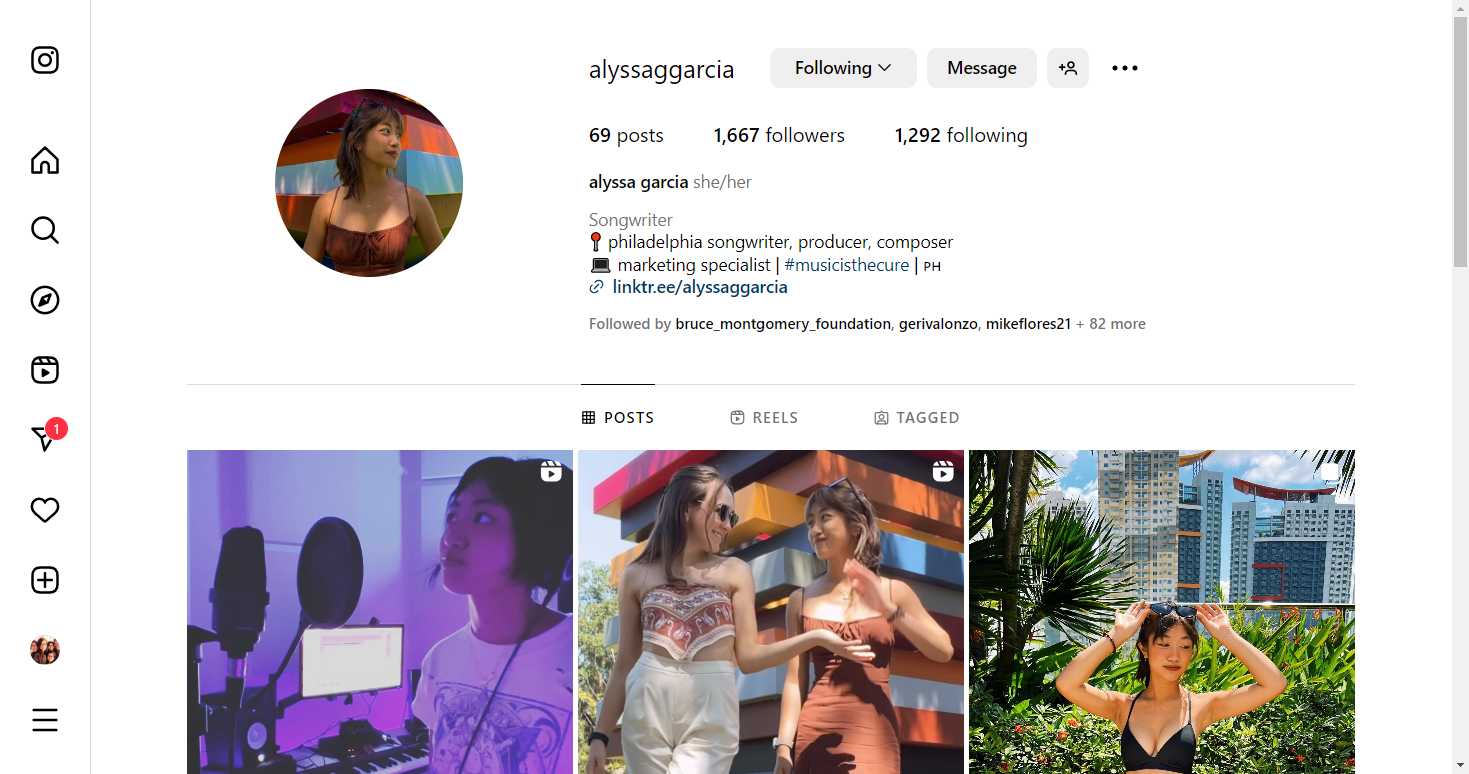 alyssaggarcia Following Message
69 posts 1,667 followers 1,292 following
alyssa garcia she/her
Songwriter
📍 philadelphia songwriter, producer, composer
💻 marketing specialist | #musicisthecure | PH
linktr.ee/alyssaggarcia
Followed by bruce_montgomery_foundation, gerivalonzo, mikeflores21 + 82 more
POSTS REELS TAGGED
1